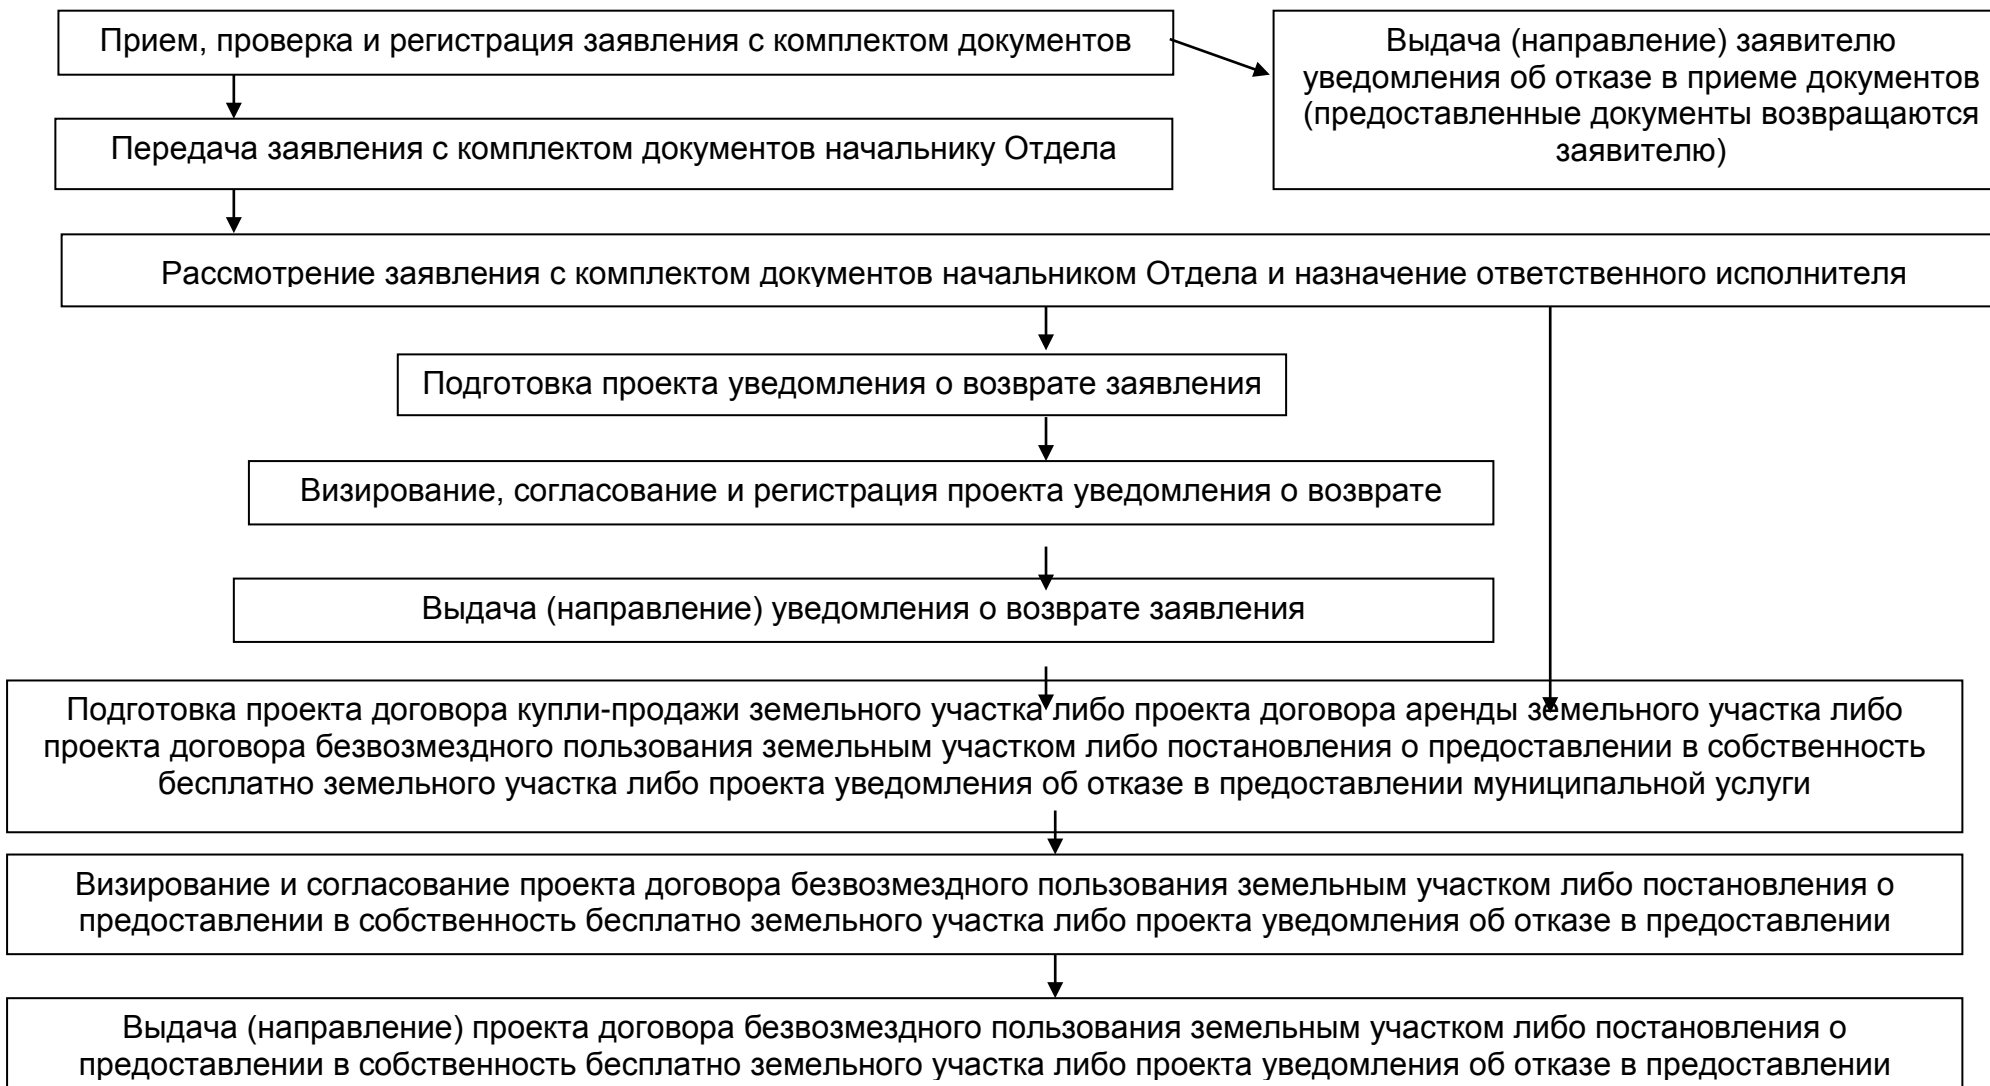 Прием, проверка и регистрация заявления с комплектом документов
Выдача (направление) заявителю
уведомления об отказе в приеме документов
(предоставленные документы возвращаются
заявителю)
Передача заявления с комплектом документов начальнику Отдела
Рассмотрение заявления с комплектом документов начальником Отдела и назначение ответственного исполнителя
Подготовка проекта уведомления о возврате заявления
Визирование, согласование и регистрация проекта уведомления о возврате
Выдача (направление) уведомления о возврате заявления
Подготовка проекта договора купли-продажи земельного участка либо проекта договора аренды земельного участка либо
проекта договора безвозмездного пользования земельным участком либо постановления о предоставлении в собственность
бесплатно земельного участка либо проекта уведомления об отказе в предоставлении муниципальной услуги
Визирование и согласование проекта договора безвозмездного пользования земельным участком либо постановления о
предоставлении в собственность бесплатно земельного участка либо проекта уведомления об отказе в предоставлении
Выдача (направление) проекта договора безвозмездного пользования земельным участком либо постановления о
предоставлении в собственность бесплатно земельного участка либо проекта уведомления об отказе в предоставлении